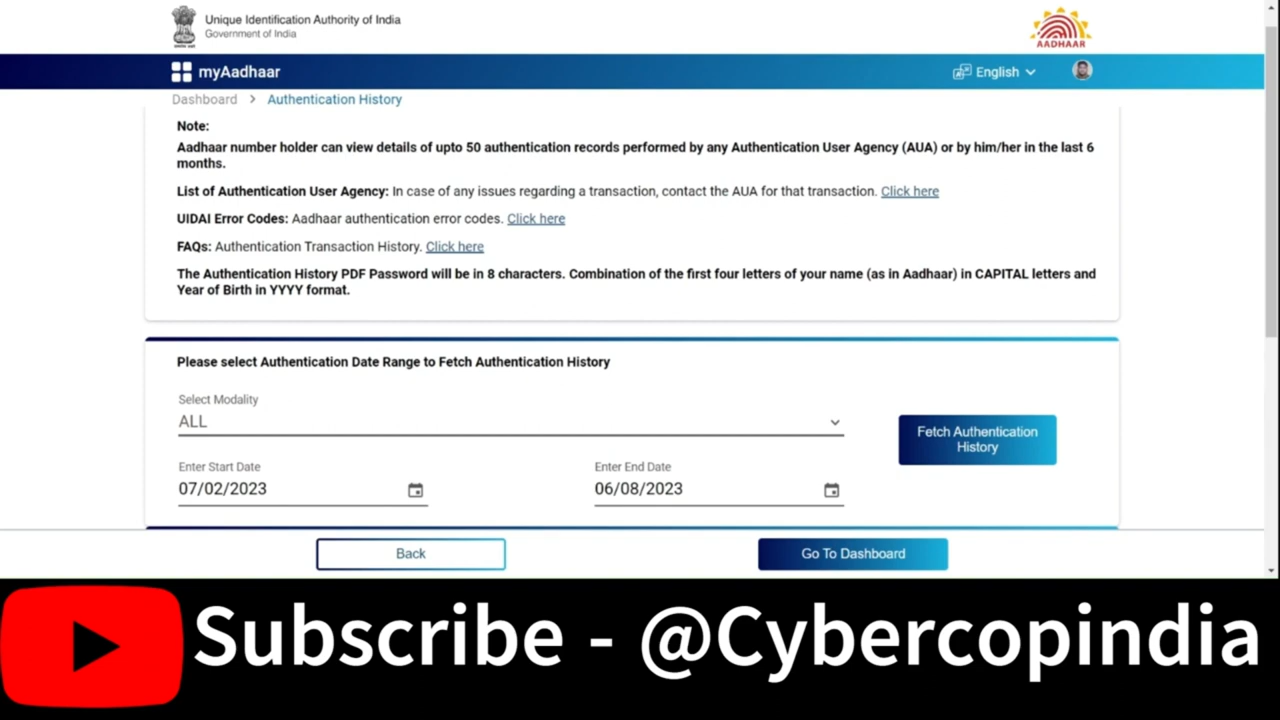 Unique Identification Authority of India
Government of India
AADHAAR
myAadhaar
English
Dashboard > Authentication History
Note:
Aadhaar number holder can view details of upto 50 authentication records performed by any Authentication User Agency (AUA) or by him/her in the last 6
months.
List of Authentication User Agency: In case of any issues regarding a transaction, contact the AUA for that transaction. Click here
UIDAI Error Codes: Aadhaar authentication error codes. Click here
FAQs: Authentication Transaction History. Click here
The Authentication History PDF Password will be in 8 characters. Combination of the first four letters of your name (as in Aadhaar) in CAPITAL letters and
Year of Birth in YYYY format.
Please select Authentication Date Range to Fetch Authentication History
Select Modality
ALL
Fetch Authentication
History
Enter Start Date
07/02/2023
Enter End Date
06/08/2023
Back
Go To Dashboard
Subscribe - @Cybercopindia